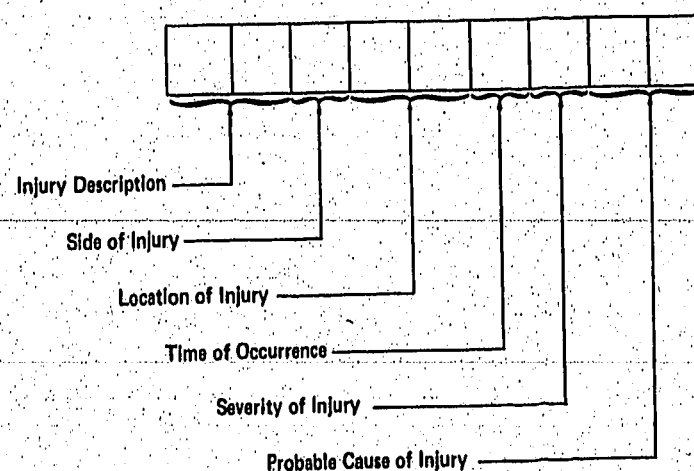 Injury Description
Side of Injury
Location of Injury
Time of Occurrence
Severity of Injury
Probable Cause of Injury